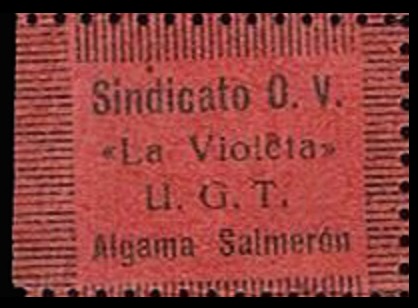 Sindicato O. V.
«La Violeta»
U. G. T.
Algama Salmerón